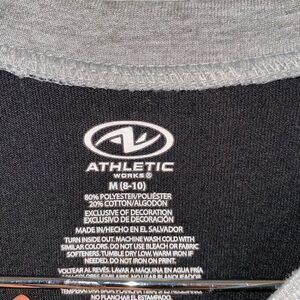 ATHLETIC
WORKS®
M (8-10)
80% POLYESTER/POLIÉSTER
20% COTTON/ALGODÓN
EXCLUSIVE OF DECORATION
EXCLUSIVO DE DECORACIÓN
MADE IN/HECHO EN EL SALVADOR
TURN INSIDE OUT. MACHINE WASH COLD WITH
SIMILAR COLORS. DO NOT USE BLEACH OR FABRIC
SOFTENERS. TUMBLE DRY LOW. WARM IRON IF
NEEDED. DO NOT IRON ON PRINT.
VOLTEAR AL REVÉS. LAVAR A MÁQUINA EN AGUA FRÍA
NO PLANCHAR EL ESTAMPADO.